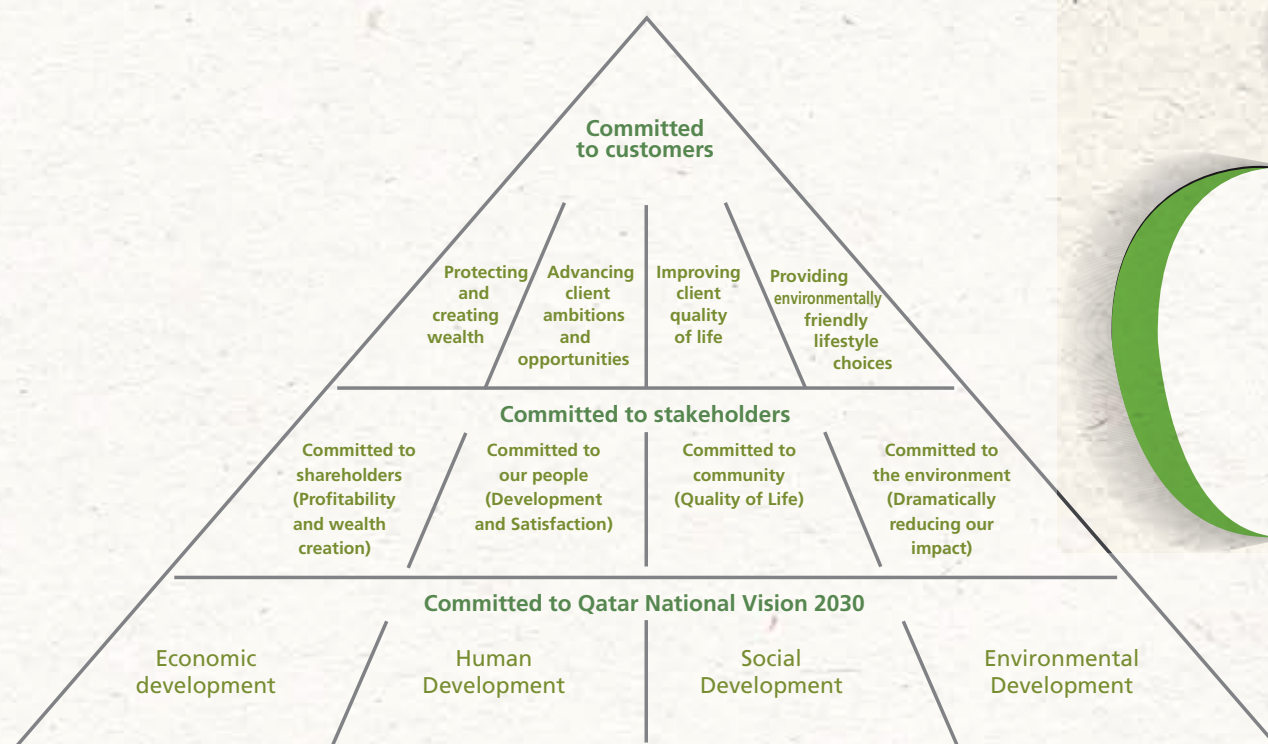 Committed
to customers
Protecting
and
creating
wealth
Advancing
client
ambitions
and
opportunities
Improving
client
quality
of life
Providing
environmentally
friendly
lifestyle
choices
Committed to stakeholders
Committed to
shareholders
(Profitability
and wealth
creation)
Committed to
our people
(Development
and Satisfaction)
Committed to
community
(Quality of Life)
Committed to
the environment
(Dramatically
reducing our
impact)
Committed to Qatar National Vision 2030
Economic
development
Human
Development
Social
Development
Environmental
Development